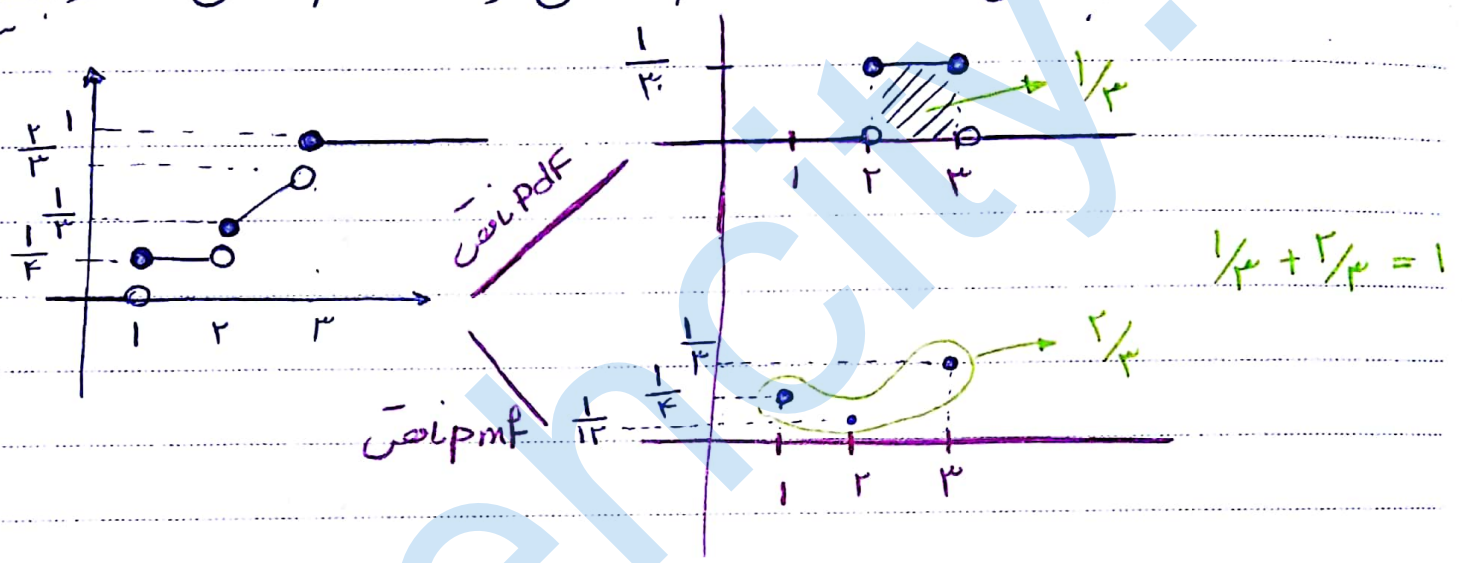 ۱
۲/۳
۱/۳
۱/۴
۱ ۲ ۳
pdf ناقص
pmf ناقص
۱/۳
۱/۳
۱ ۲ ۳
۱/۳ + ۲/۳ = ۱
۱/۳
۱/۴
۱/۱۲
۲/۳
۱ ۲ ۳
encity.